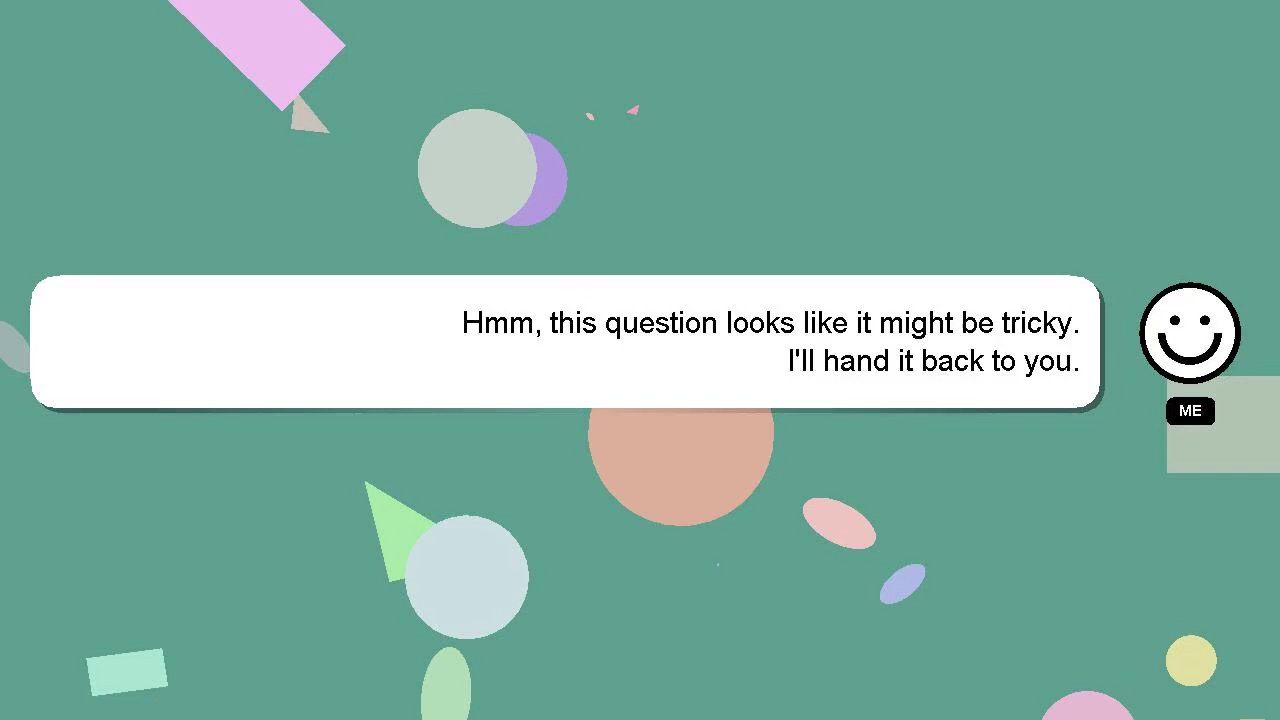 Hmm, this question looks like it might be tricky.
I'll hand it back to you.
ME